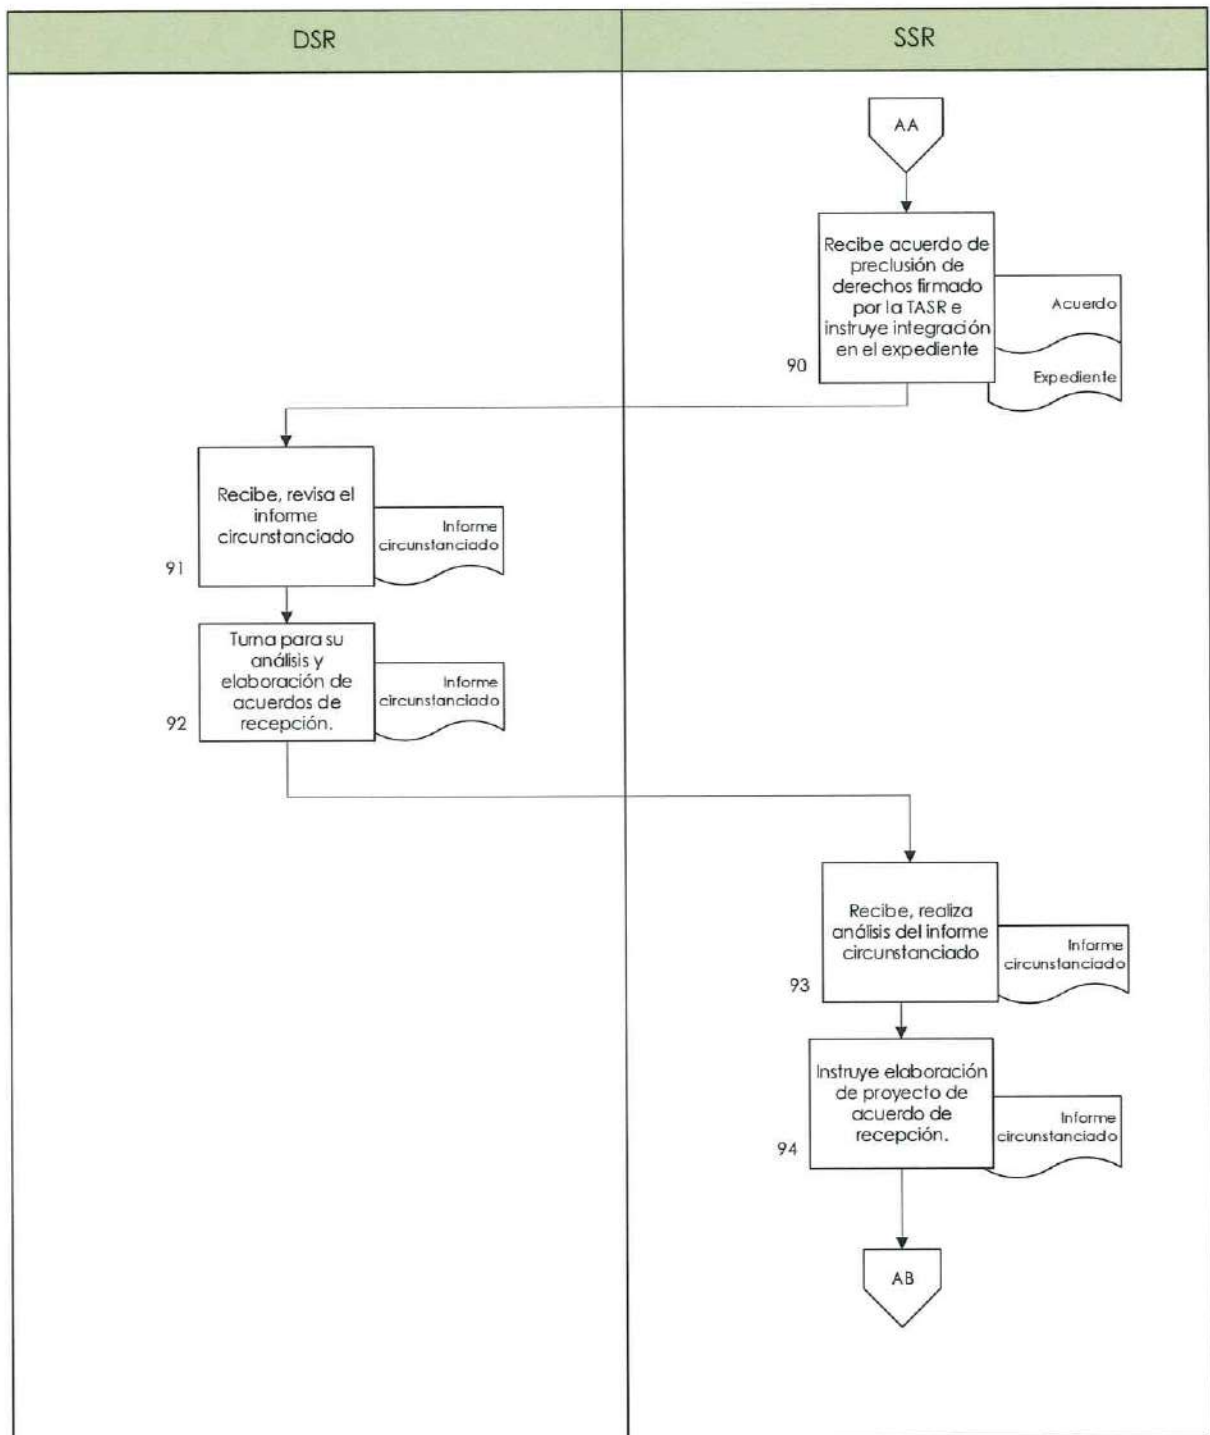 DSR
SSR
AA
Recibe acuerdo de
preclusión de
derechos firmado
por la TASR e
instruye integración
en el expediente
90
Acuerdo
Expediente
Recibe, revisa el
informe
circunstanciado
91
Informe
circunstanciado
Turna para su
análisis y
elaboración de
acuerdos de
recepción.
92
Informe
circunstanciado
Recibe, realiza
análisis del informe
circunstanciado
93
Informe
circunstanciado
Instruye elaboración
de proyecto de
acuerdo de
recepción.
94
Informe
circunstanciado
AB